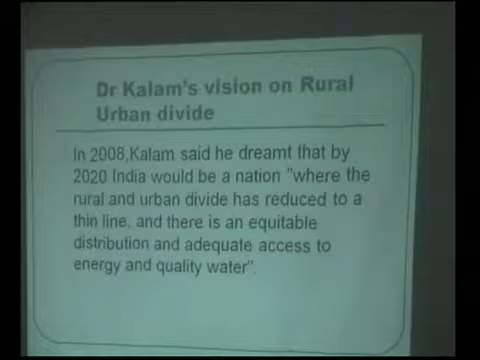 Dr Kalam's vision on Rural
Urban divide
In 2008,Kalam said he dreamt that by
2020 India would be a nation "where the
rural and urban divide has reduced to a
thin line, and there is an equitable
distribution and adequate access to
energy and quality water".